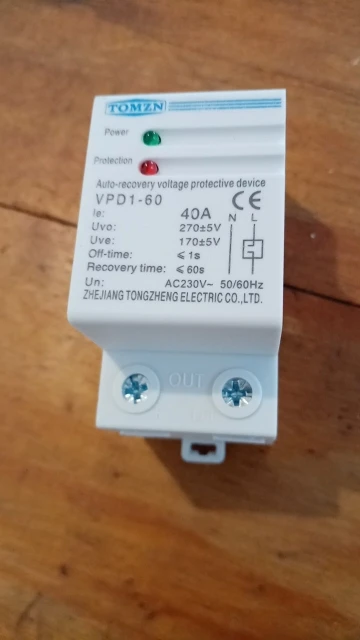 TOMZN
Power
Protection
Auto-recovery voltage protective device
VPD1-60 CE
Ie: 40A N L
Uvo: 270±5V
Uve: 170±5V
Off-time: ⩽ 1s
Recovery time: ⩽ 60s
Un: AC230V~ 50/60Hz
ZHEJIANG TONGZHENG ELECTRIC CO.,LTD.
OUT